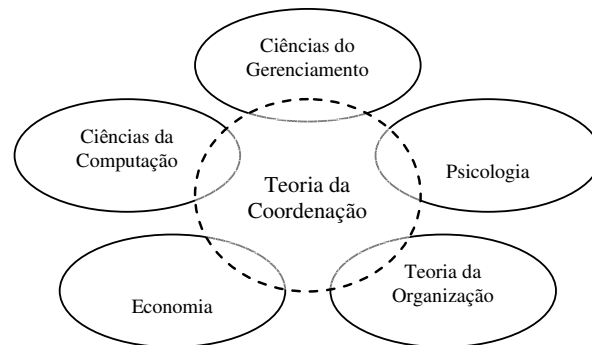 Ciências do
Gerenciamento
Ciências da
Computação
Psicologia
Teoria da
Coordenação
Economia
Teoria da
Organização